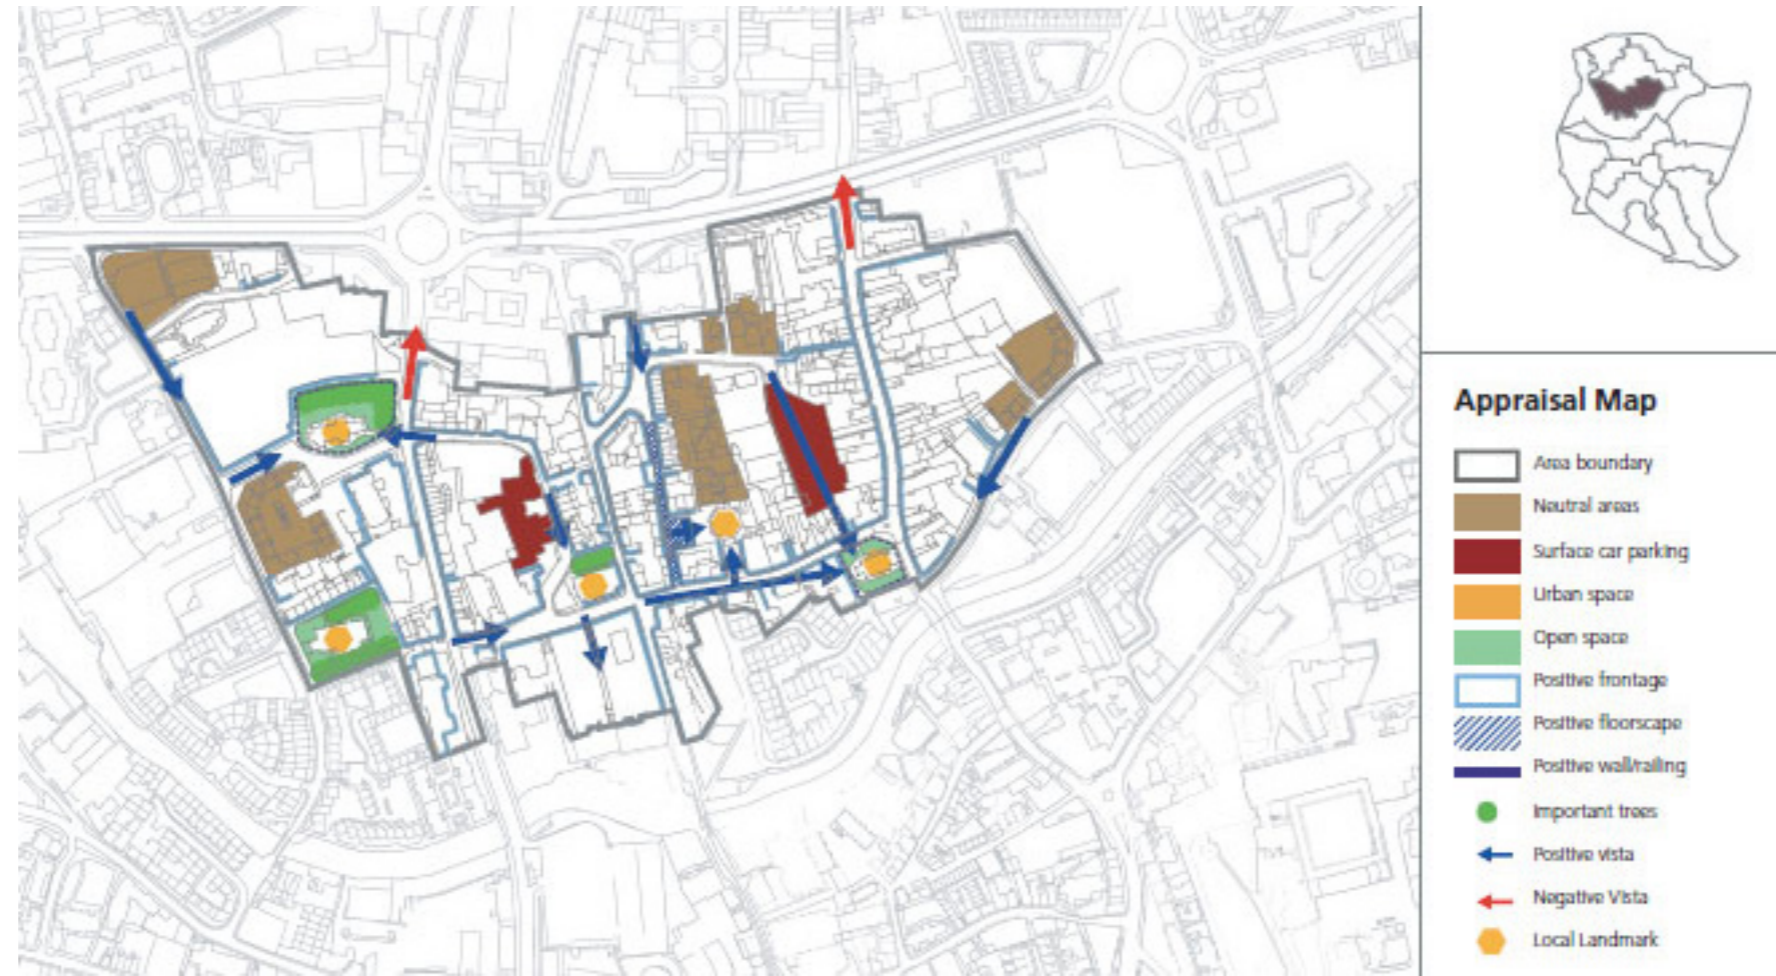 Appraisal Map
Area boundary
Neutral areas
Surface car parking
Urban space
Open space
Positive frontage
Positive floorscape
Positive wall/railing
Important trees
Positive vista
Negative Vista
Local Landmark